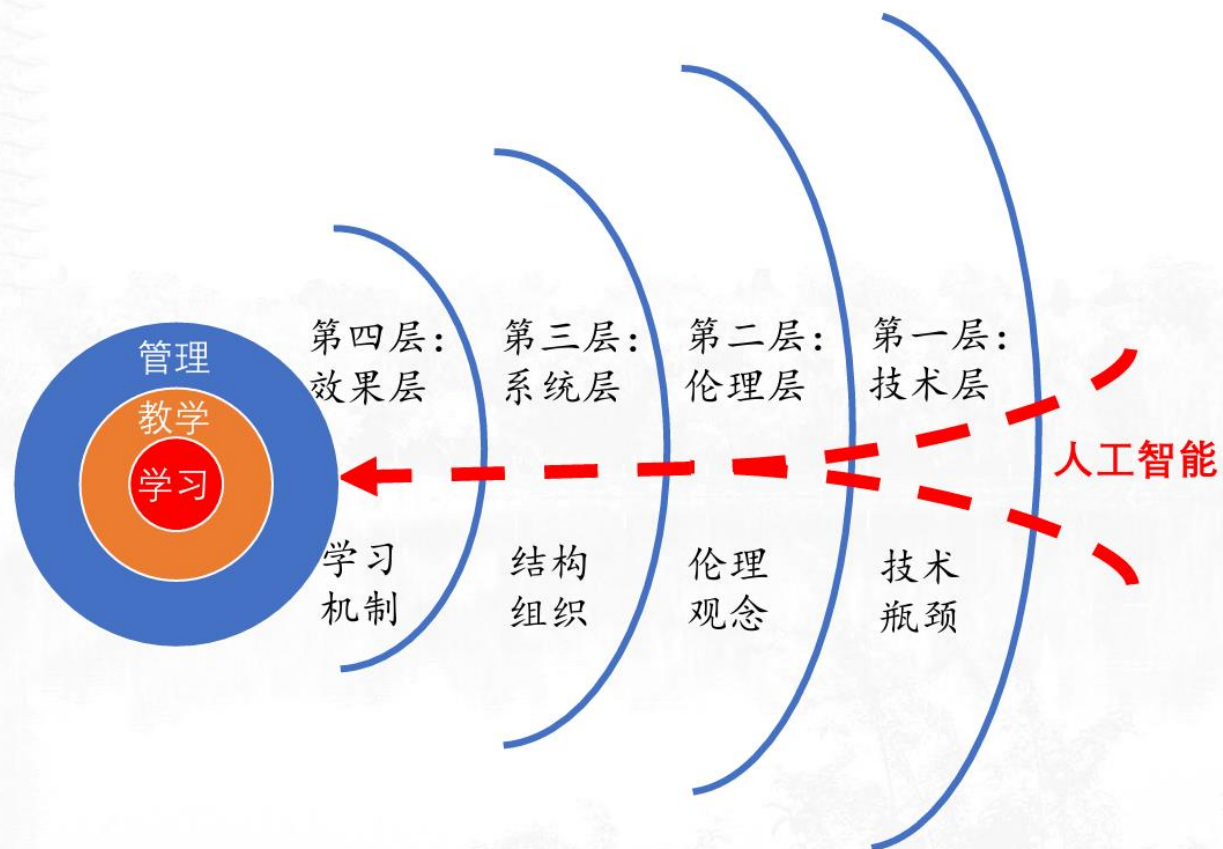 管理
教学
学习
第四层：
效果层
第三层：
系统层
第二层：
伦理层
第一层：
技术层
人工智能
学习
机制
结构
组织
伦理
观念
技术
瓶颈